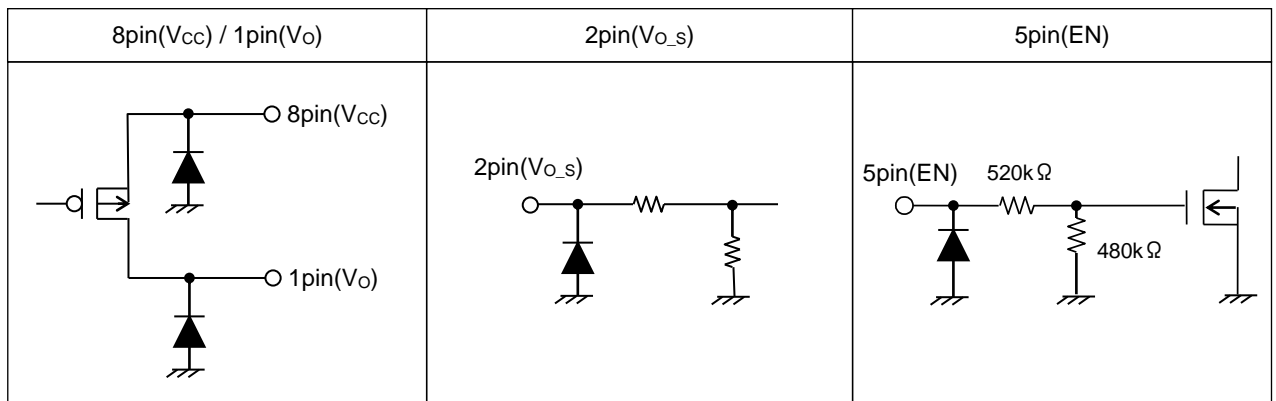 8pin(VCC) / 1pin(VO)
2pin(VO_S)
5pin(EN)
8pin(VCC)
1pin(VO)
2pin(VO_S)
5pin(EN)
520kΩ
480kΩ